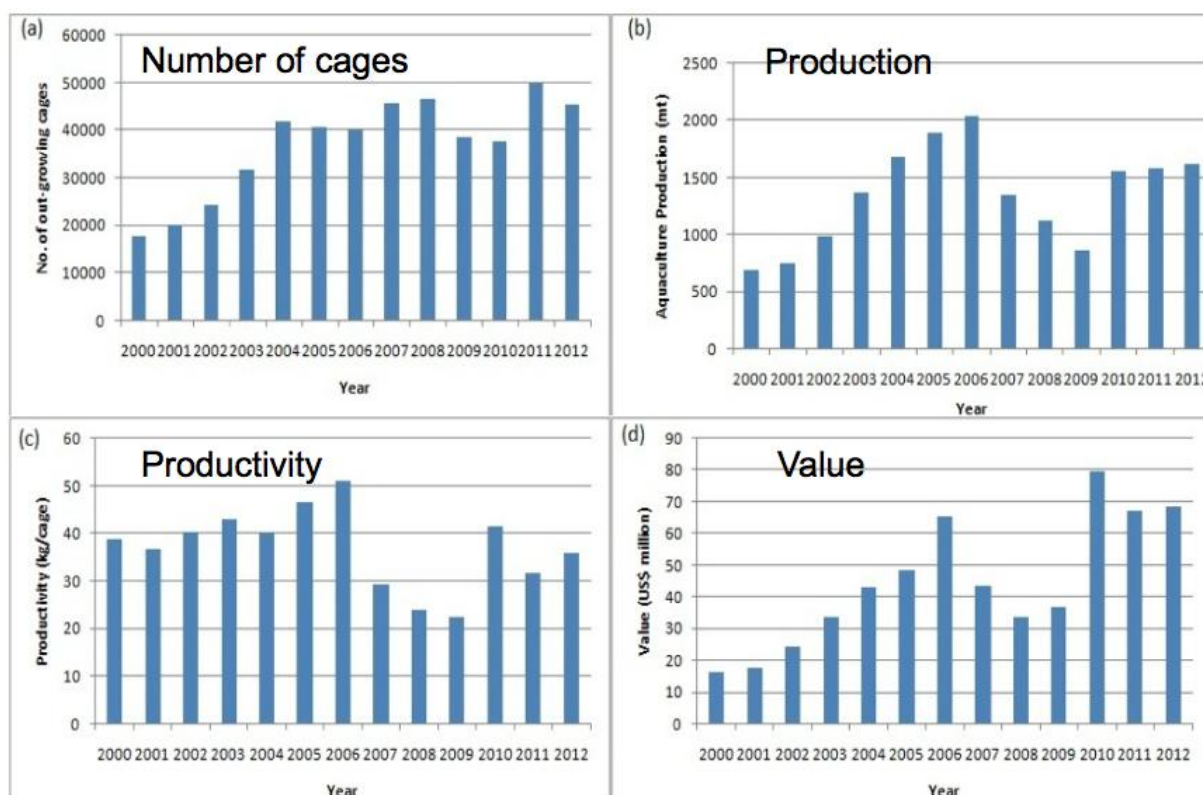 (a)
Number of cages
No. of out-growing cages
60000
50000
40000
30000
20000
10000
0
2000 2001 2002 2003 2004 2005 2006 2007 2008 2009 2010 2011 2012
Year
(b)
Production
Aquaculture Production (mt)
2500
2000
1500
1000
500
0
2000 2001 2002 2003 2004 2005 2006 2007 2008 2009 2010 2011 2012
Year
(c)
Productivity
Productivity (kg/cage)
60
50
40
30
20
10
0
2000 2001 2002 2003 2004 2005 2006 2007 2008 2009 2010 2011 2012
Year
(d)
Value
Value (US$ million)
90
80
70
60
50
40
30
20
10
0
2000 2001 2002 2003 2004 2005 2006 2007 2008 2009 2010 2011 2012
Year